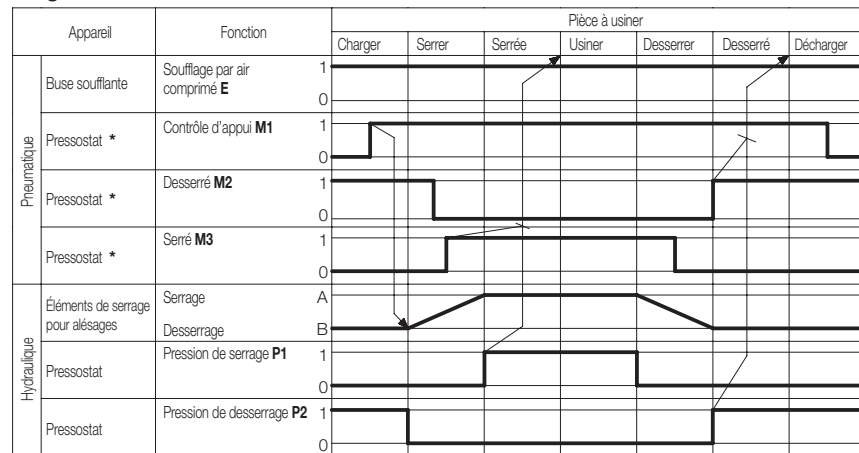 Appareil
Fonction
Pièce à usiner
Charger
Serrer
Serrée
Usiner
Desserrer
Desserré
Décharger
Pneumatique
Buse soufflante
Soufflage par air
comprimé E
1
0
Pressostat *
Contrôle d'appui M1
1
0
Pressostat *
Desserré M2
1
0
Pressostat *
Serré M3
1
0
Hydraulique
Éléments de serrage
pour alésages
Serrage
Desserrage
A
B
Pressostat
Pression de serrage P1
1
0
Pressostat
Pression de desserrage P2
1
0